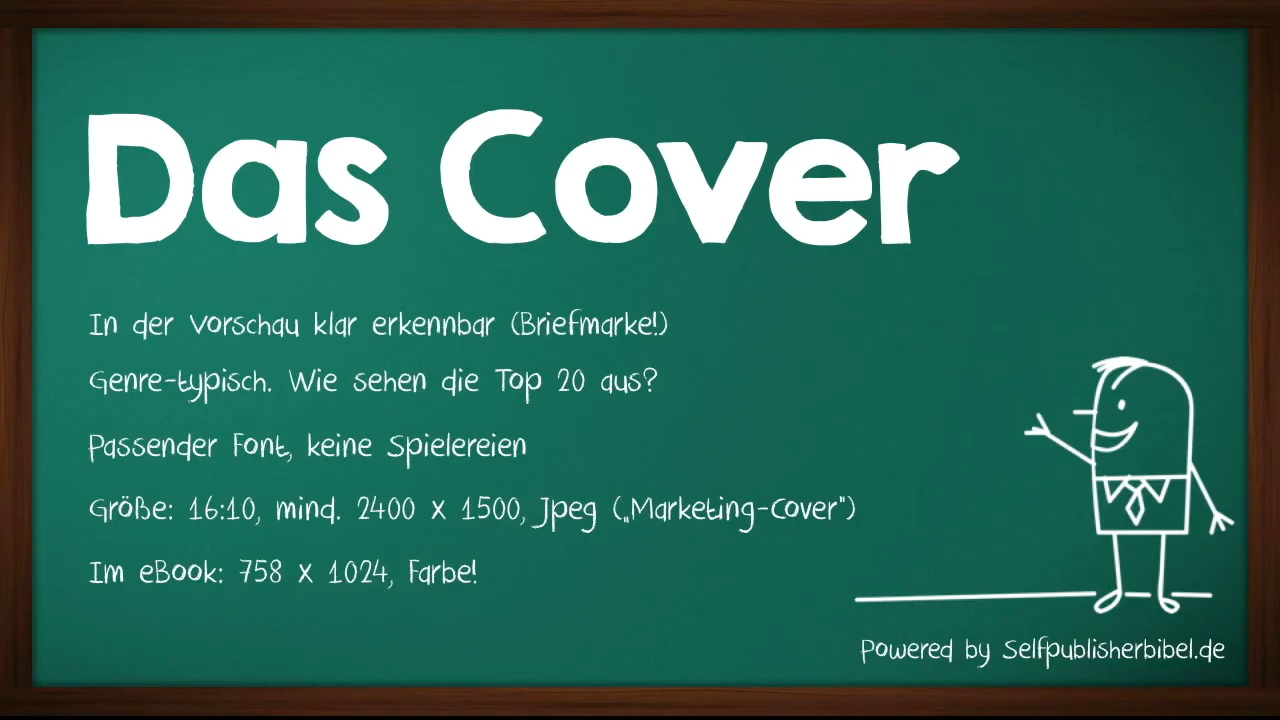 Das Cover
In der Vorschau klar erkennbar (Briefmarke!)
Genre-typisch. Wie sehen die Top 20 aus?
Passender Font, keine Spielereien
Größe: 16:10, mind. 2400 x 1500, Jpeg („Marketing-Cover")
Im eBook: 758 x 1024, Farbe!
Powered by Selfpublisherbibel.de